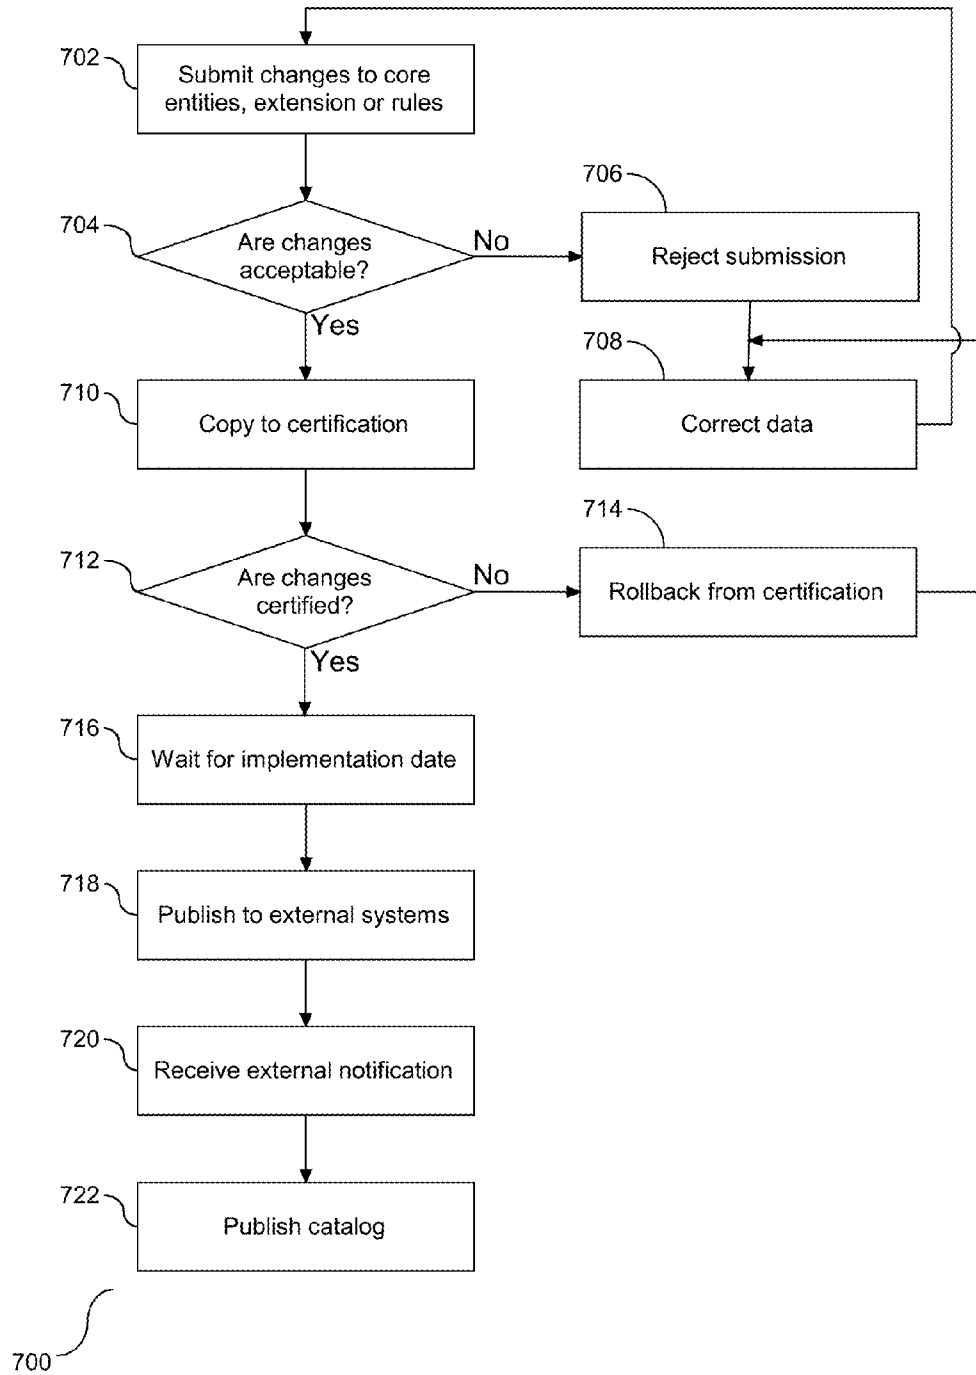 702
Submit changes to core
entities, extension or rules
706
704
Are changes
acceptable?
No
Reject submission
Yes
708
710
Copy to certification
Correct data
714
712
Are changes
certified?
No
Rollback from certification
Yes
716
Wait for implementation date
718
Publish to external systems
720
Receive external notification
722
Publish catalog
700